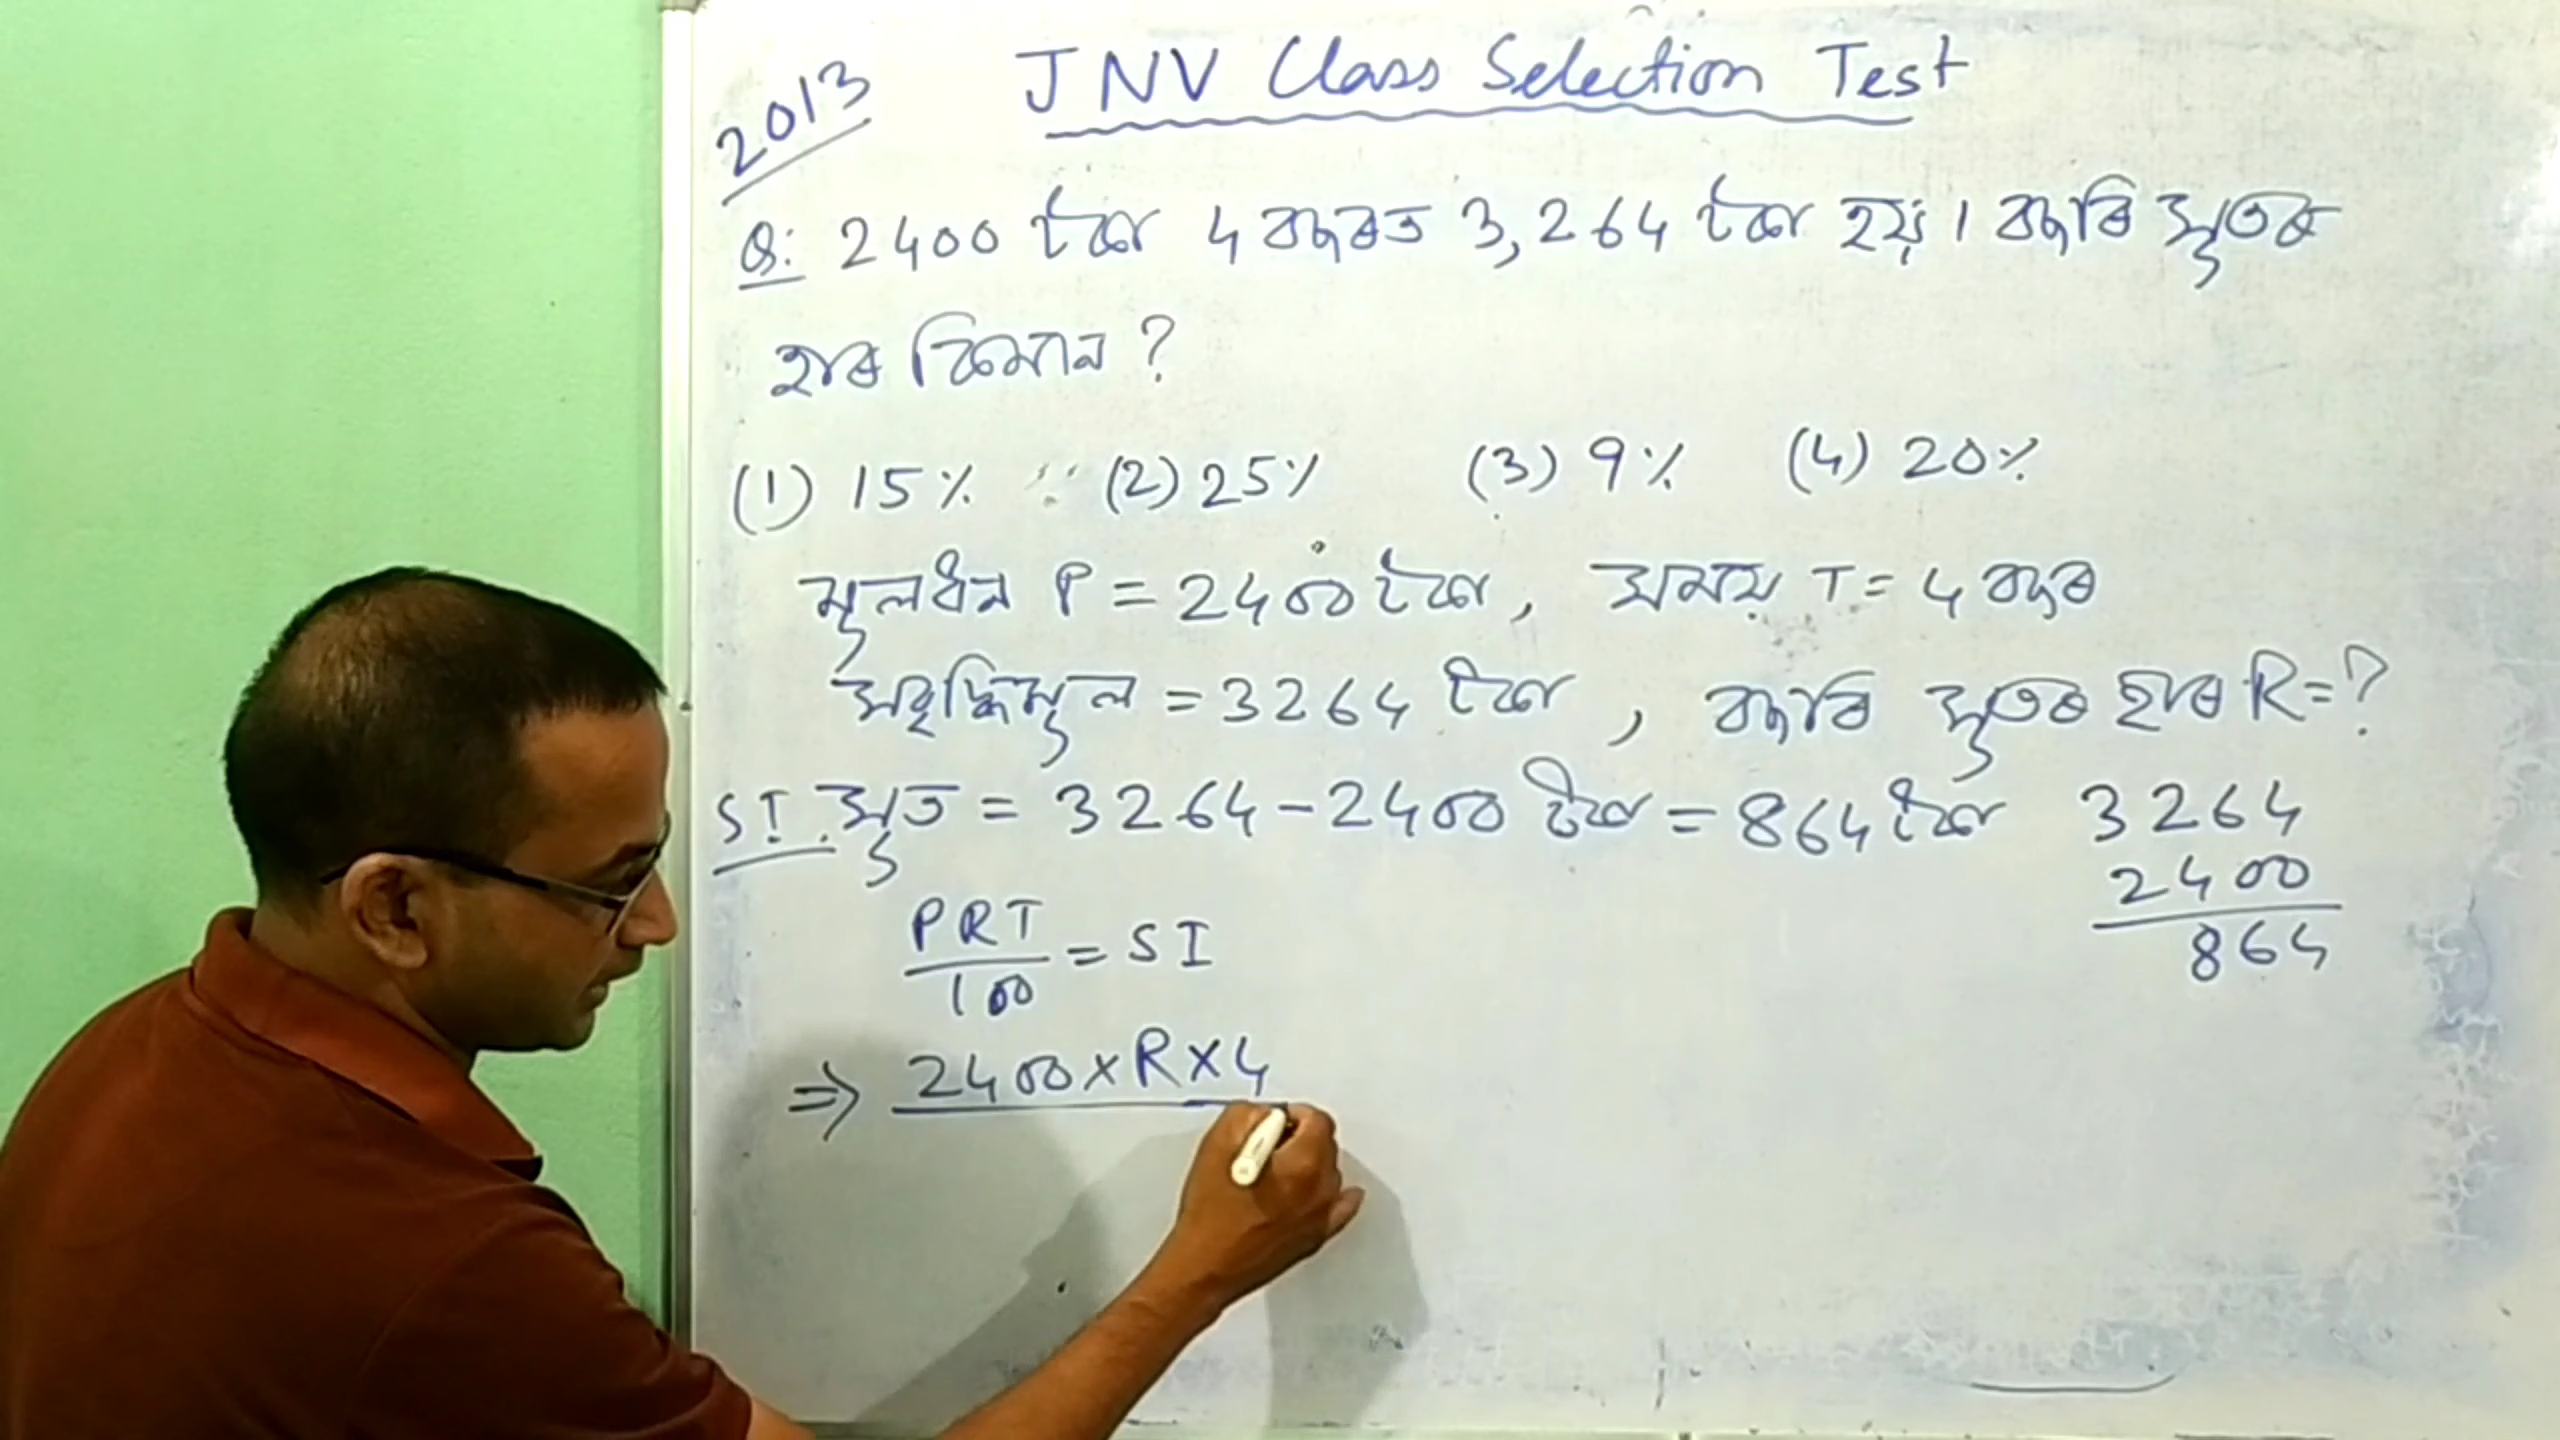 2013
JNV Class Selection Test
Q: 2400 টকা 4 বছৰত 3,264 টকা হয়। বছৰি সুতৰ
হাৰ কিমান ?
(1) 15% (2) 25% (3) 9% (4) 20%
মূলধন P = 2400 টকা, সময় T = 4 বছৰ
সবৃদ্ধিমূল = 3264 টকা , বছৰি সুতৰ হাৰ R=?
SI. সুত = 3264 - 2400 টকা = 864 টকা
3264
2400
864
PRT
100 = SI
⇒ 2400 × R × 4